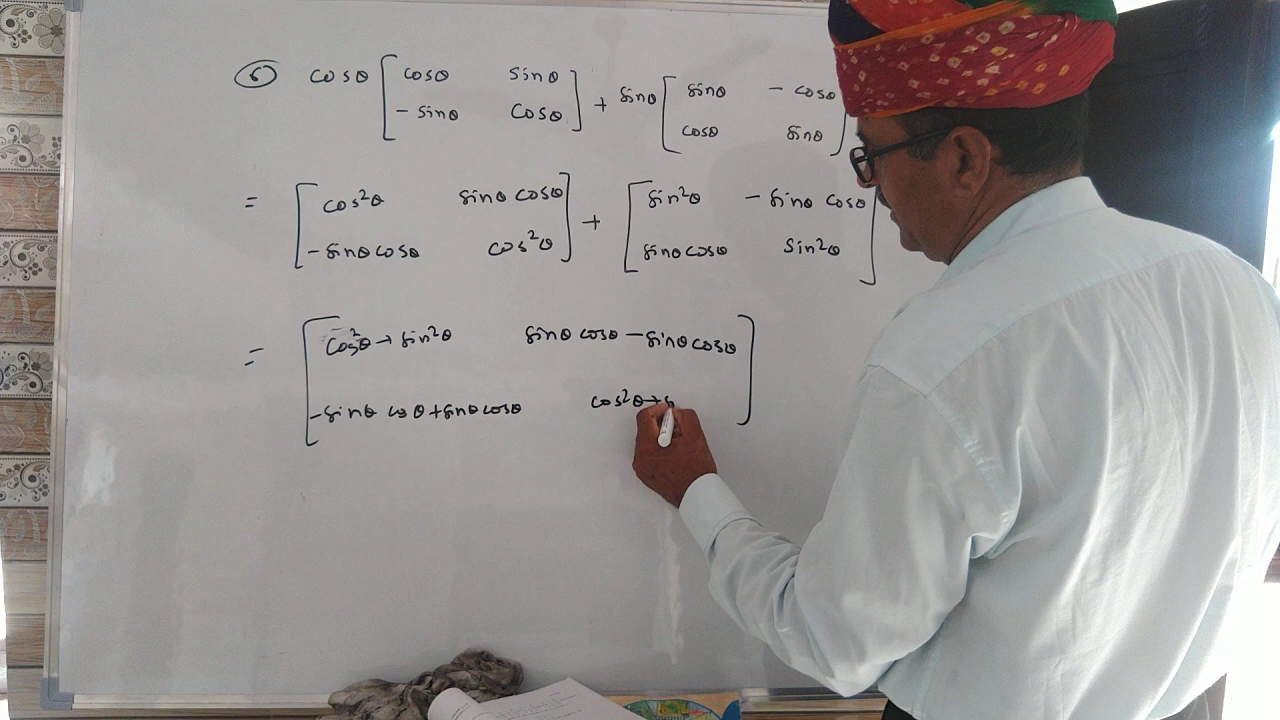 ⑤ cosθ [ cosθ sinθ ] + sinθ [ sinθ - cosθ
- sinθ cosθ cosθ sinθ ]
= [ cos²θ sinθ cosθ ] + [ sin²θ - sinθ cosθ ]
- sinθ cosθ cos²θ sinθ cosθ sin²θ
= [ cos²θ + sin²θ sinθ cosθ - sinθ cosθ ]
- sinθ cosθ + sinθ cosθ cos²θ + s